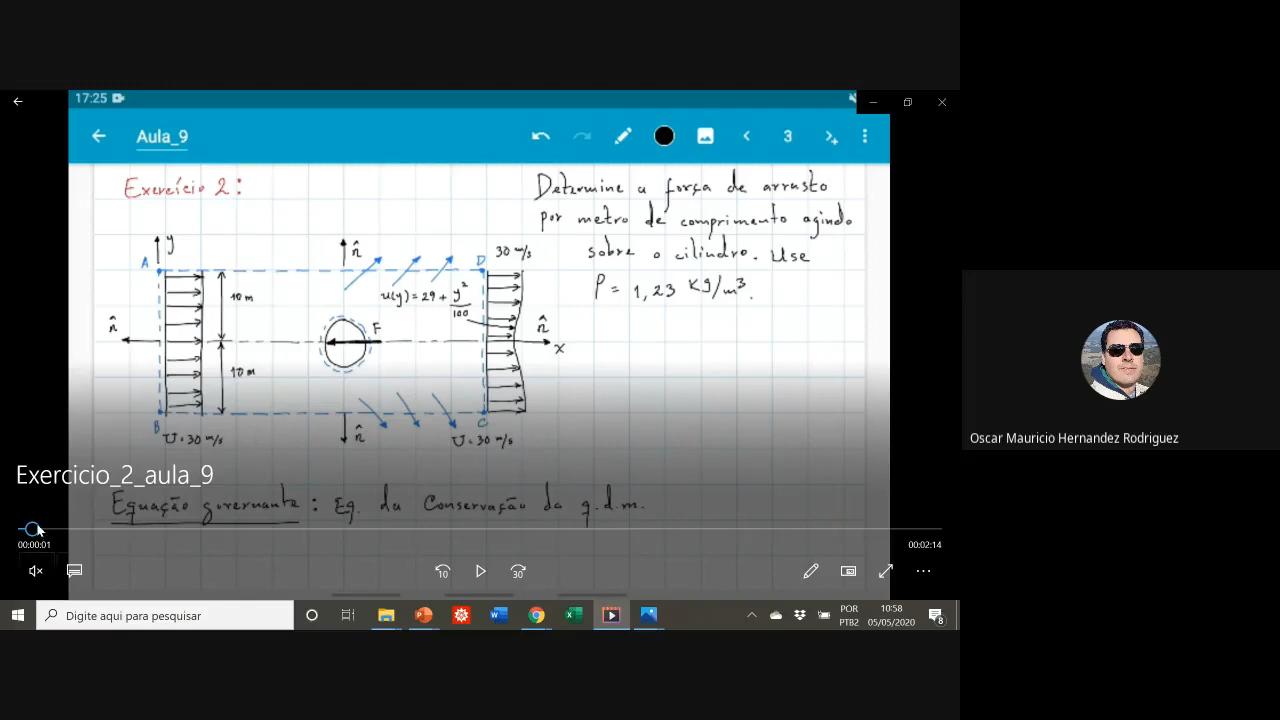 17:25
Aula_9
3
Exercício 2:
Determine a força de arrasto
por metro de comprimento agindo
sobre o cilindro. Use
ρ = 1,23 Kg/m³.
y
A
n̂
D
30 m/s
10 m
u(y) = 29 + y²/100
n̂
F
n̂
x
10 m
B
U = 30 m/s
n̂
C
U = 30 m/s
Oscar Mauricio Hernandez Rodriguez
Exercicio_2_aula_9
Equação governante: Eq. da Conservação da q.d.m.
00:00:01
00:02:14
10
30
Digite aqui para pesquisar
POR
PTB2
10:58
05/05/2020
8